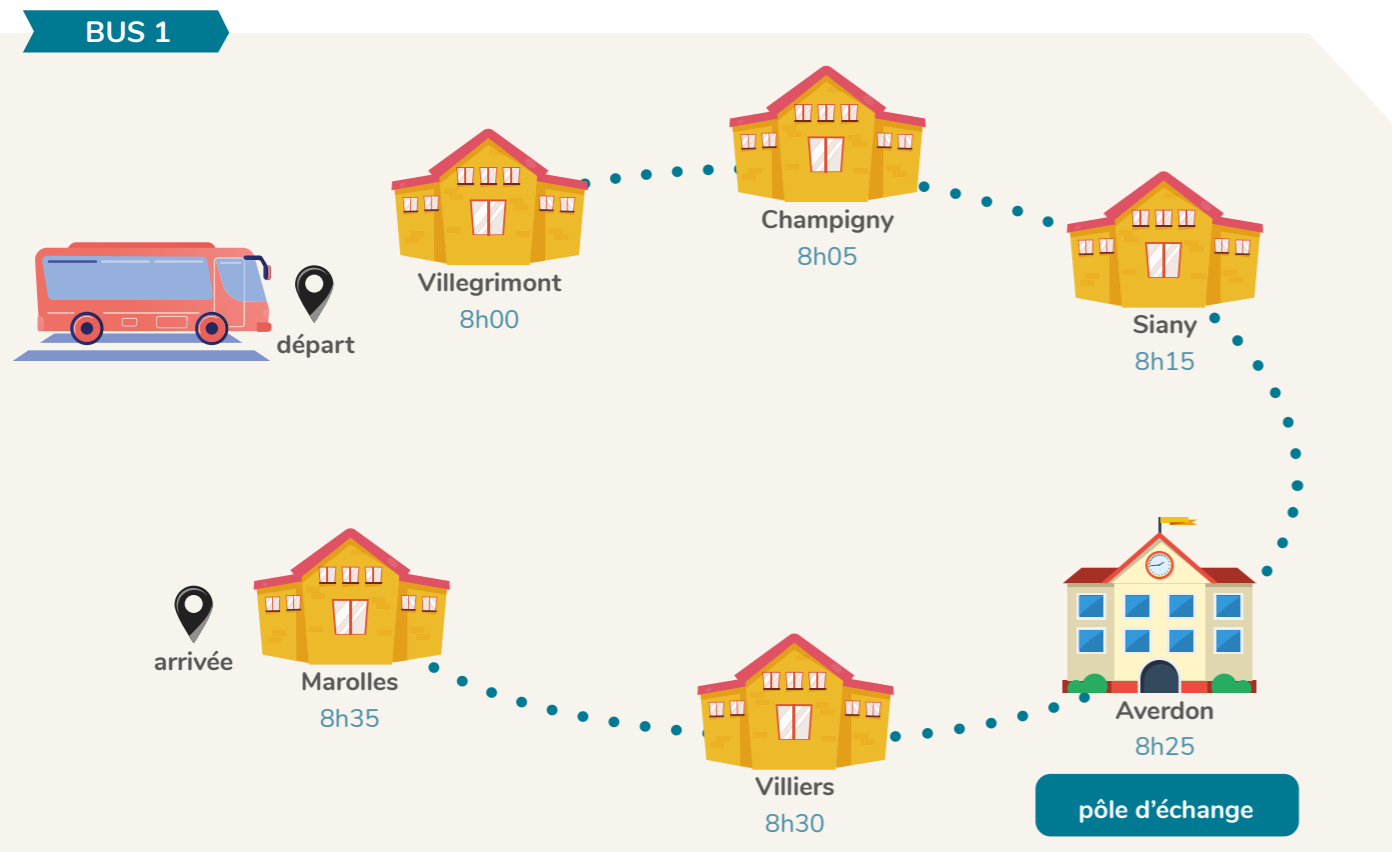 BUS 1
départ
Villegrimont
8h00
Champigny
8h05
Siany
8h15
Averdon
8h25
pôle d’échange
Villiers
8h30
Marolles
8h35
arrivée